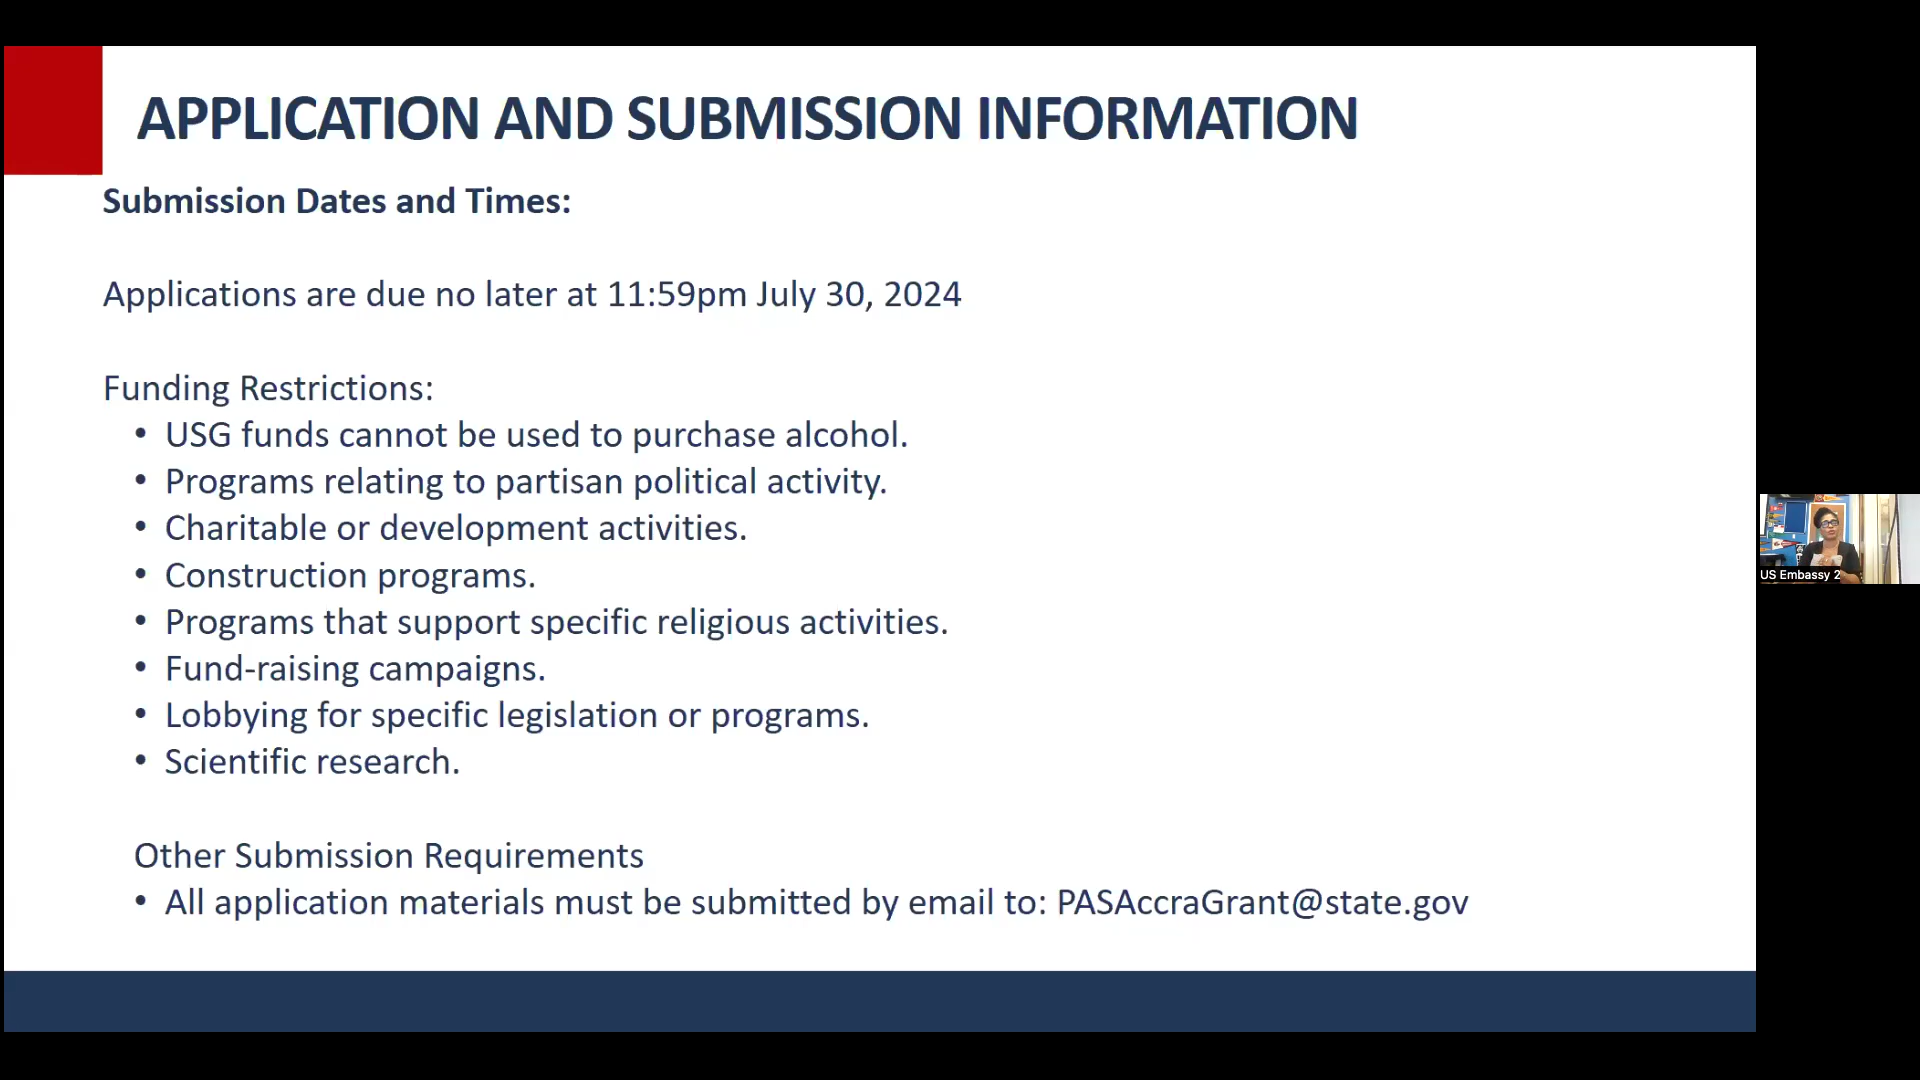 APPLICATION AND SUBMISSION INFORMATION
Submission Dates and Times:
Applications are due no later at 11:59pm July 30, 2024
Funding Restrictions:
• USG funds cannot be used to purchase alcohol.
• Programs relating to partisan political activity.
• Charitable or development activities.
• Construction programs.
• Programs that support specific religious activities.
• Fund-raising campaigns.
• Lobbying for specific legislation or programs.
• Scientific research.
Other Submission Requirements
• All application materials must be submitted by email to: PASAccraGrant@state.gov
US Embassy 2